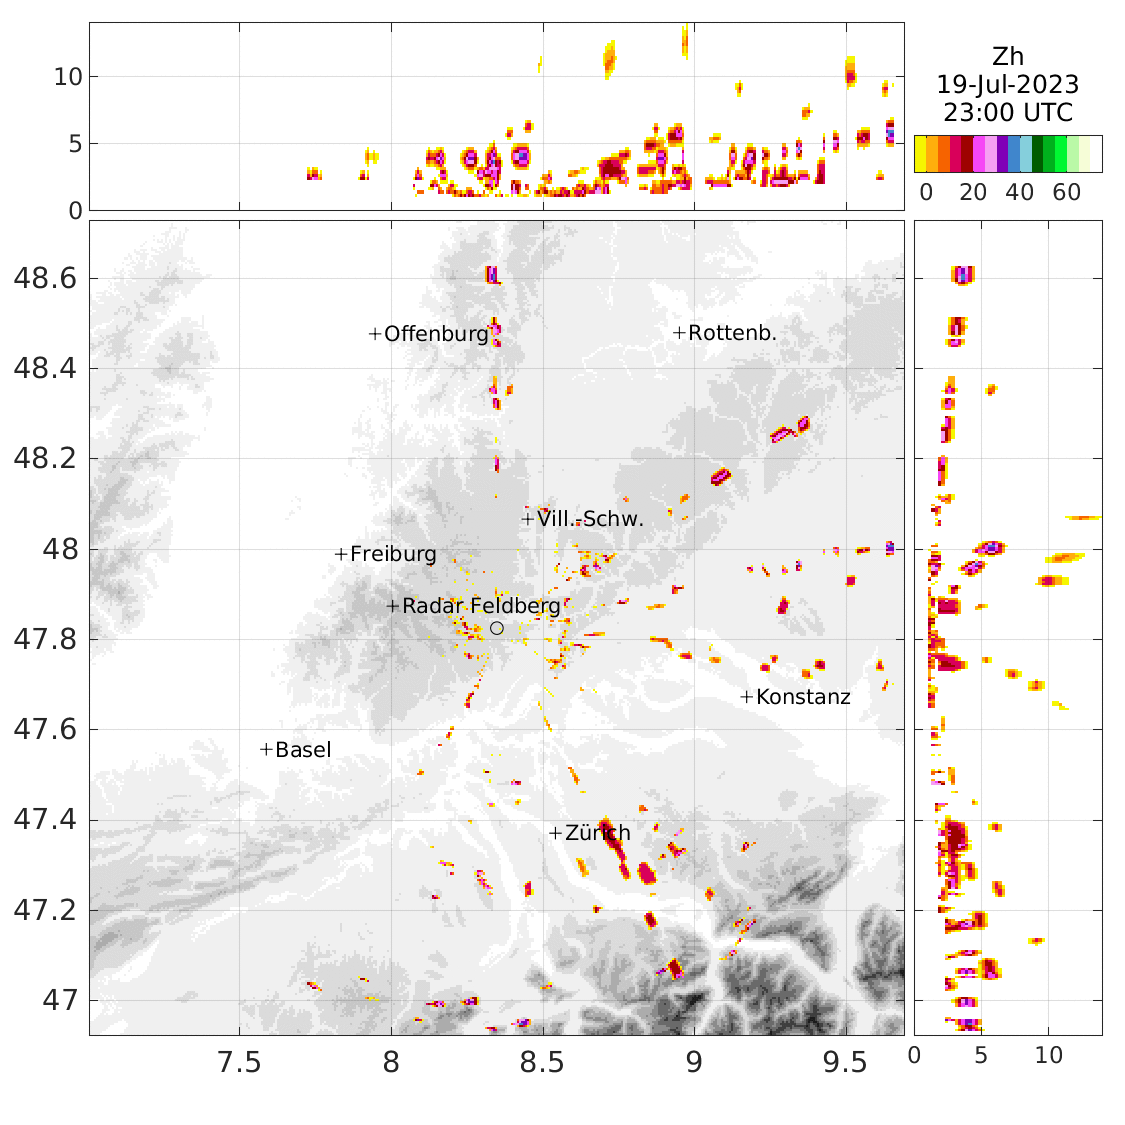 10
5
0
Zh
19-Jul-2023
23:00 UTC
0 20 40 60
48.6
48.4
48.2
48
47.8
47.6
47.4
47.2
47
+Offenburg
+Rottenb.
+Vill.-Schw.
+Freiburg
+Radar Feldberg
+Konstanz
+Basel
+Zürich
7.5 8 8.5 9 9.5
0 5 10